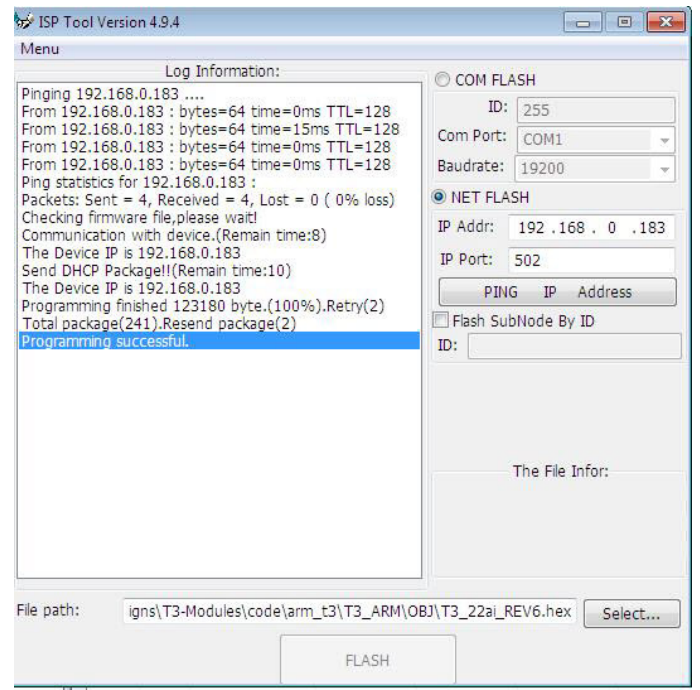 ISP Tool Version 4.9.4
Menu
Log Information:
Pinging 192.168.0.183 ....
From 192.168.0.183 : bytes=64 time=0ms TTL=128
From 192.168.0.183 : bytes=64 time=15ms TTL=128
From 192.168.0.183 : bytes=64 time=0ms TTL=128
From 192.168.0.183 : bytes=64 time=0ms TTL=128
Ping statistics for 192.168.0.183 :
Packets: Sent = 4, Received = 4, Lost = 0 ( 0% loss)
Checking firmware file,please wait!
Communication with device.(Remain time:8)
The Device IP is 192.168.0.183
Send DHCP Package!!(Remain time:10)
The Device IP is 192.168.0.183
Programming finished 123180 byte.(100%).Retry(2)
Total package(241).Resend package(2)
Programming successful.
COM FLASH
ID: 255
Com Port: COM1
Baudrate: 19200
NET FLASH
IP Addr: 192 .168 . 0 .183
IP Port: 502
PING IP Address
Flash SubNode By ID
ID:
The File Infor:
File path: igns\T3-Modules\code\arm_t3\T3_ARM\OBJ\T3_22ai_REV6.hex Select...
FLASH